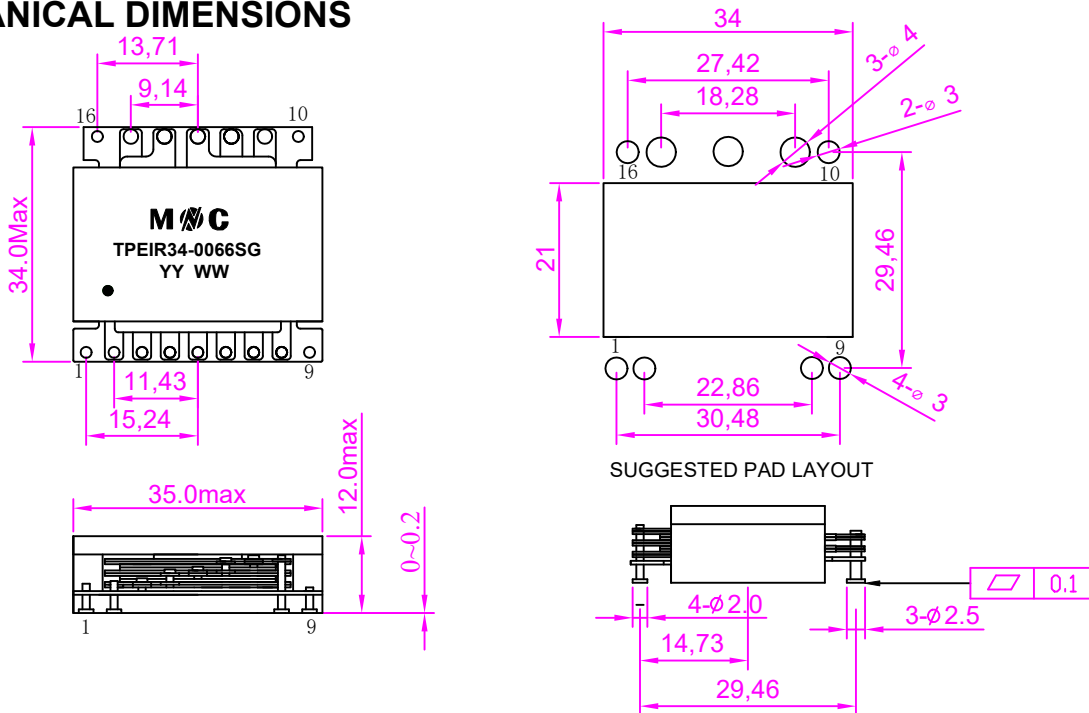 ANICAL DIMENSIONS
13,71
9,14
16
10
34.0Max
M C
TPEIR34-0066SG
YY WW
1
9
11,43
15,24
34
27,42
18,28
3-⌀ 4
2-⌀ 3
16
10
21
29,46
1
9
22,86
30,48
4-⌀ 3
SUGGESTED PAD LAYOUT
35.0max
12.0max
0~0.2
1
9
4-Ø2.0
3-Ø2.5
0.1
14,73
29,46